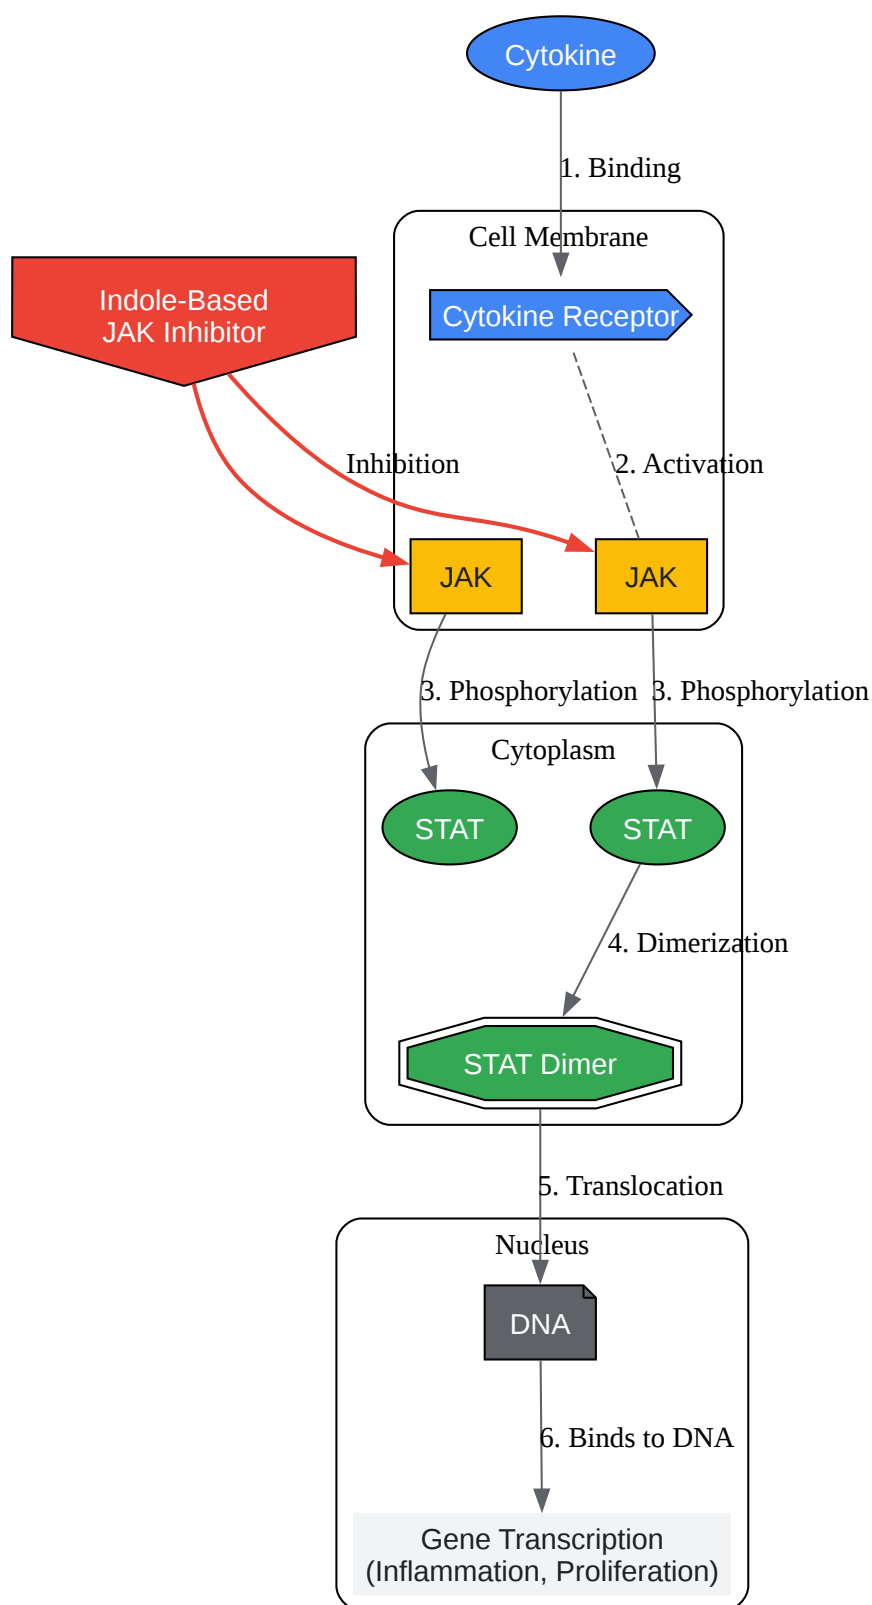 Cytokine
1. Binding
Cell Membrane
Indole-Based
JAK Inhibitor
Cytokine Receptor
Inhibition
2. Activation
JAK
JAK
3. Phosphorylation
3. Phosphorylation
Cytoplasm
STAT
STAT
4. Dimerization
STAT Dimer
5. Translocation
Nucleus
DNA
6. Binds to DNA
Gene Transcription
(Inflammation, Proliferation)